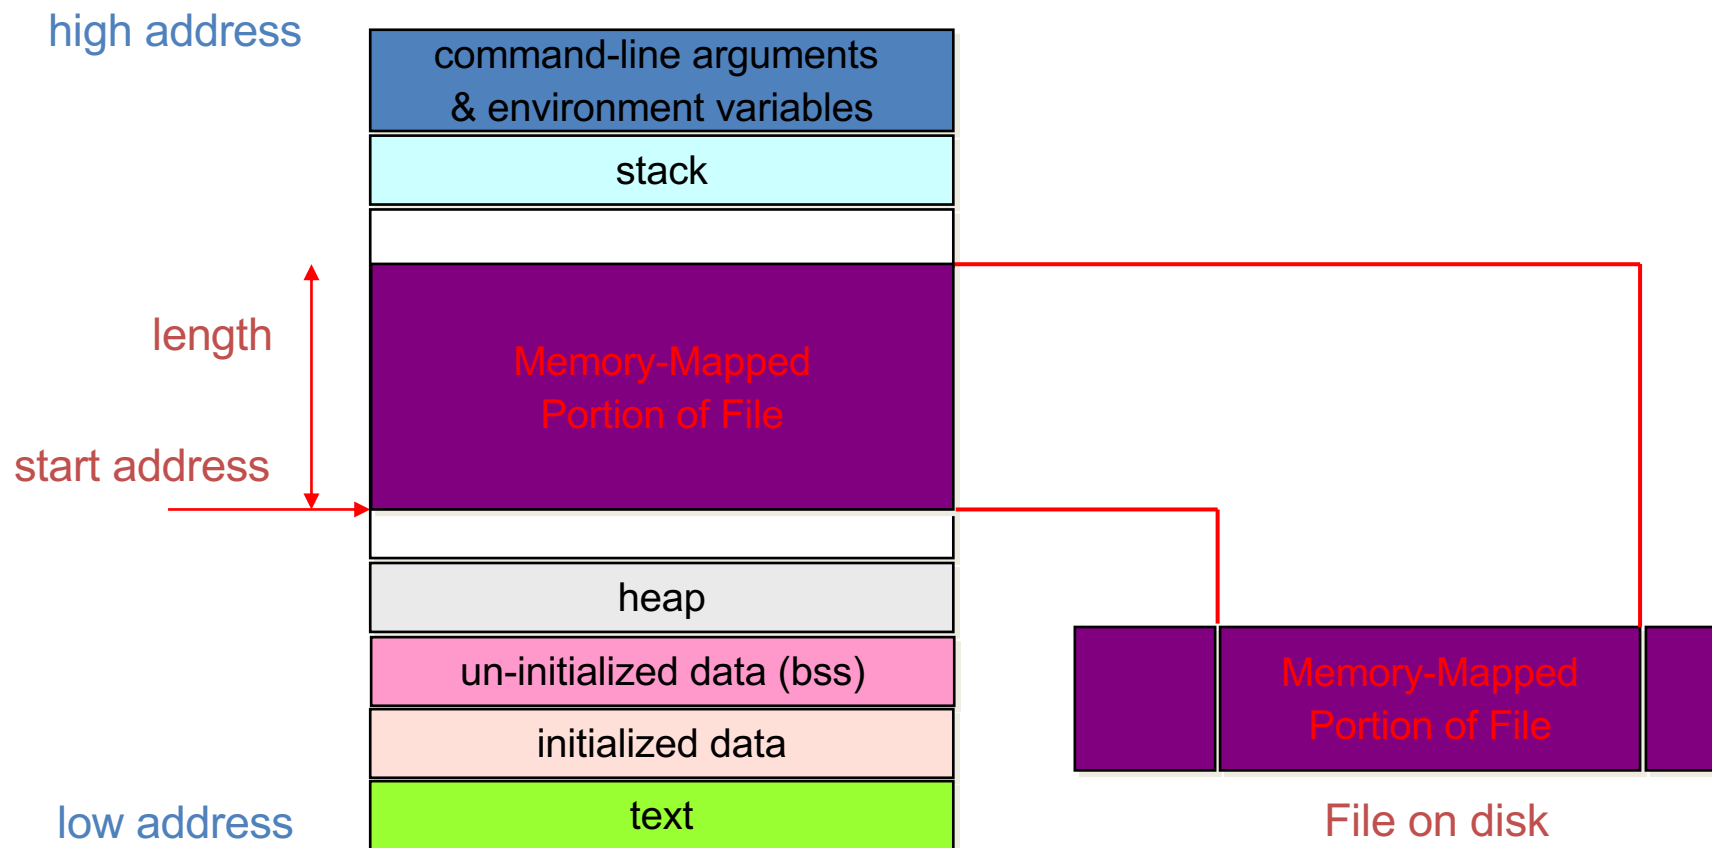 high address
command-line arguments
& environment variables
stack
length
Memory-Mapped
Portion of File
start address
heap
un-initialized data (bss)
initialized data
text
low address
Memory-Mapped
Portion of File
File on disk